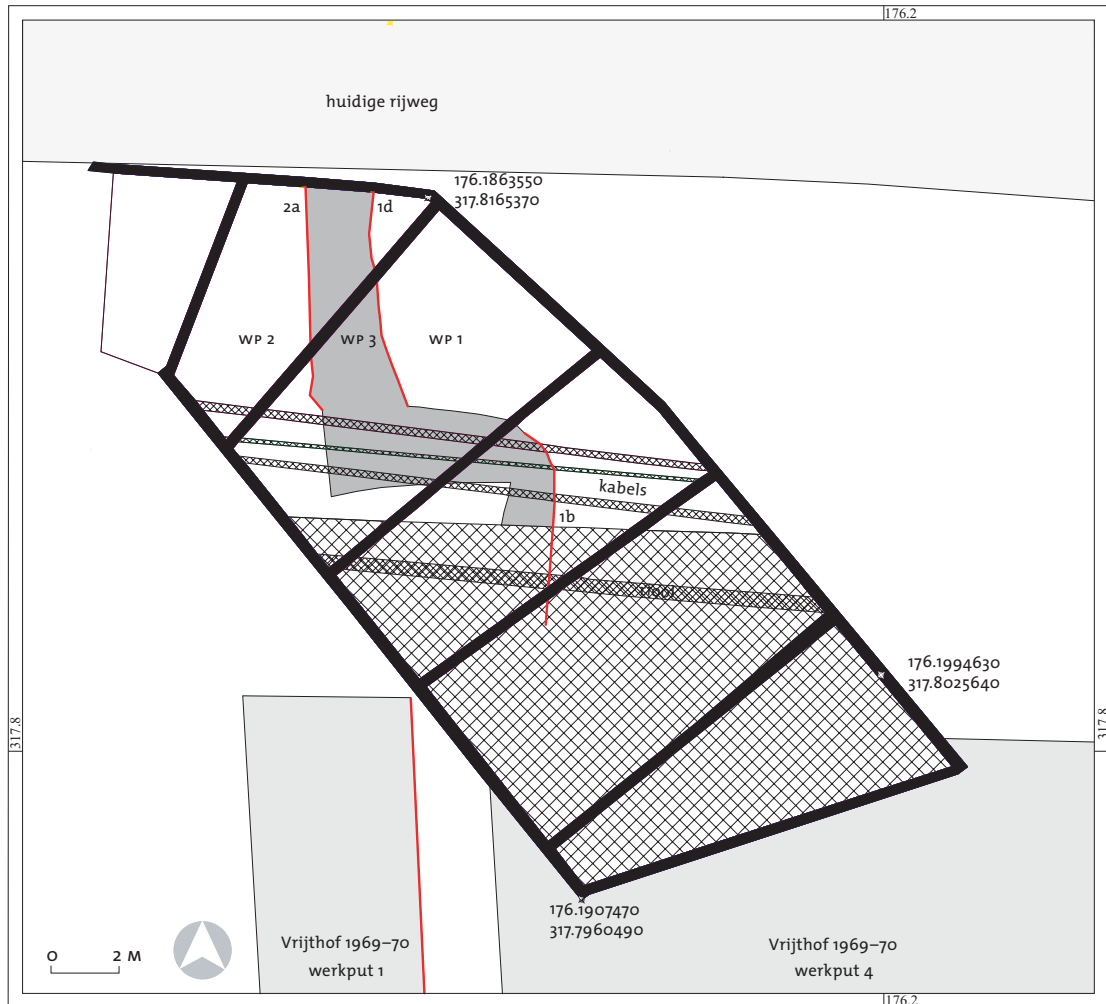 176.2
huidige rijweg
176.1863550
317.8165370
2a
1d
WP 2
WP 3
WP 1
kabels
1b
riool
176.1994630
317.8025640
317.8
317.8
176.1907470
317.7960490
Vrijthof 1969–70
werkput 1
Vrijthof 1969–70
werkput 4
0 2 M
176.2